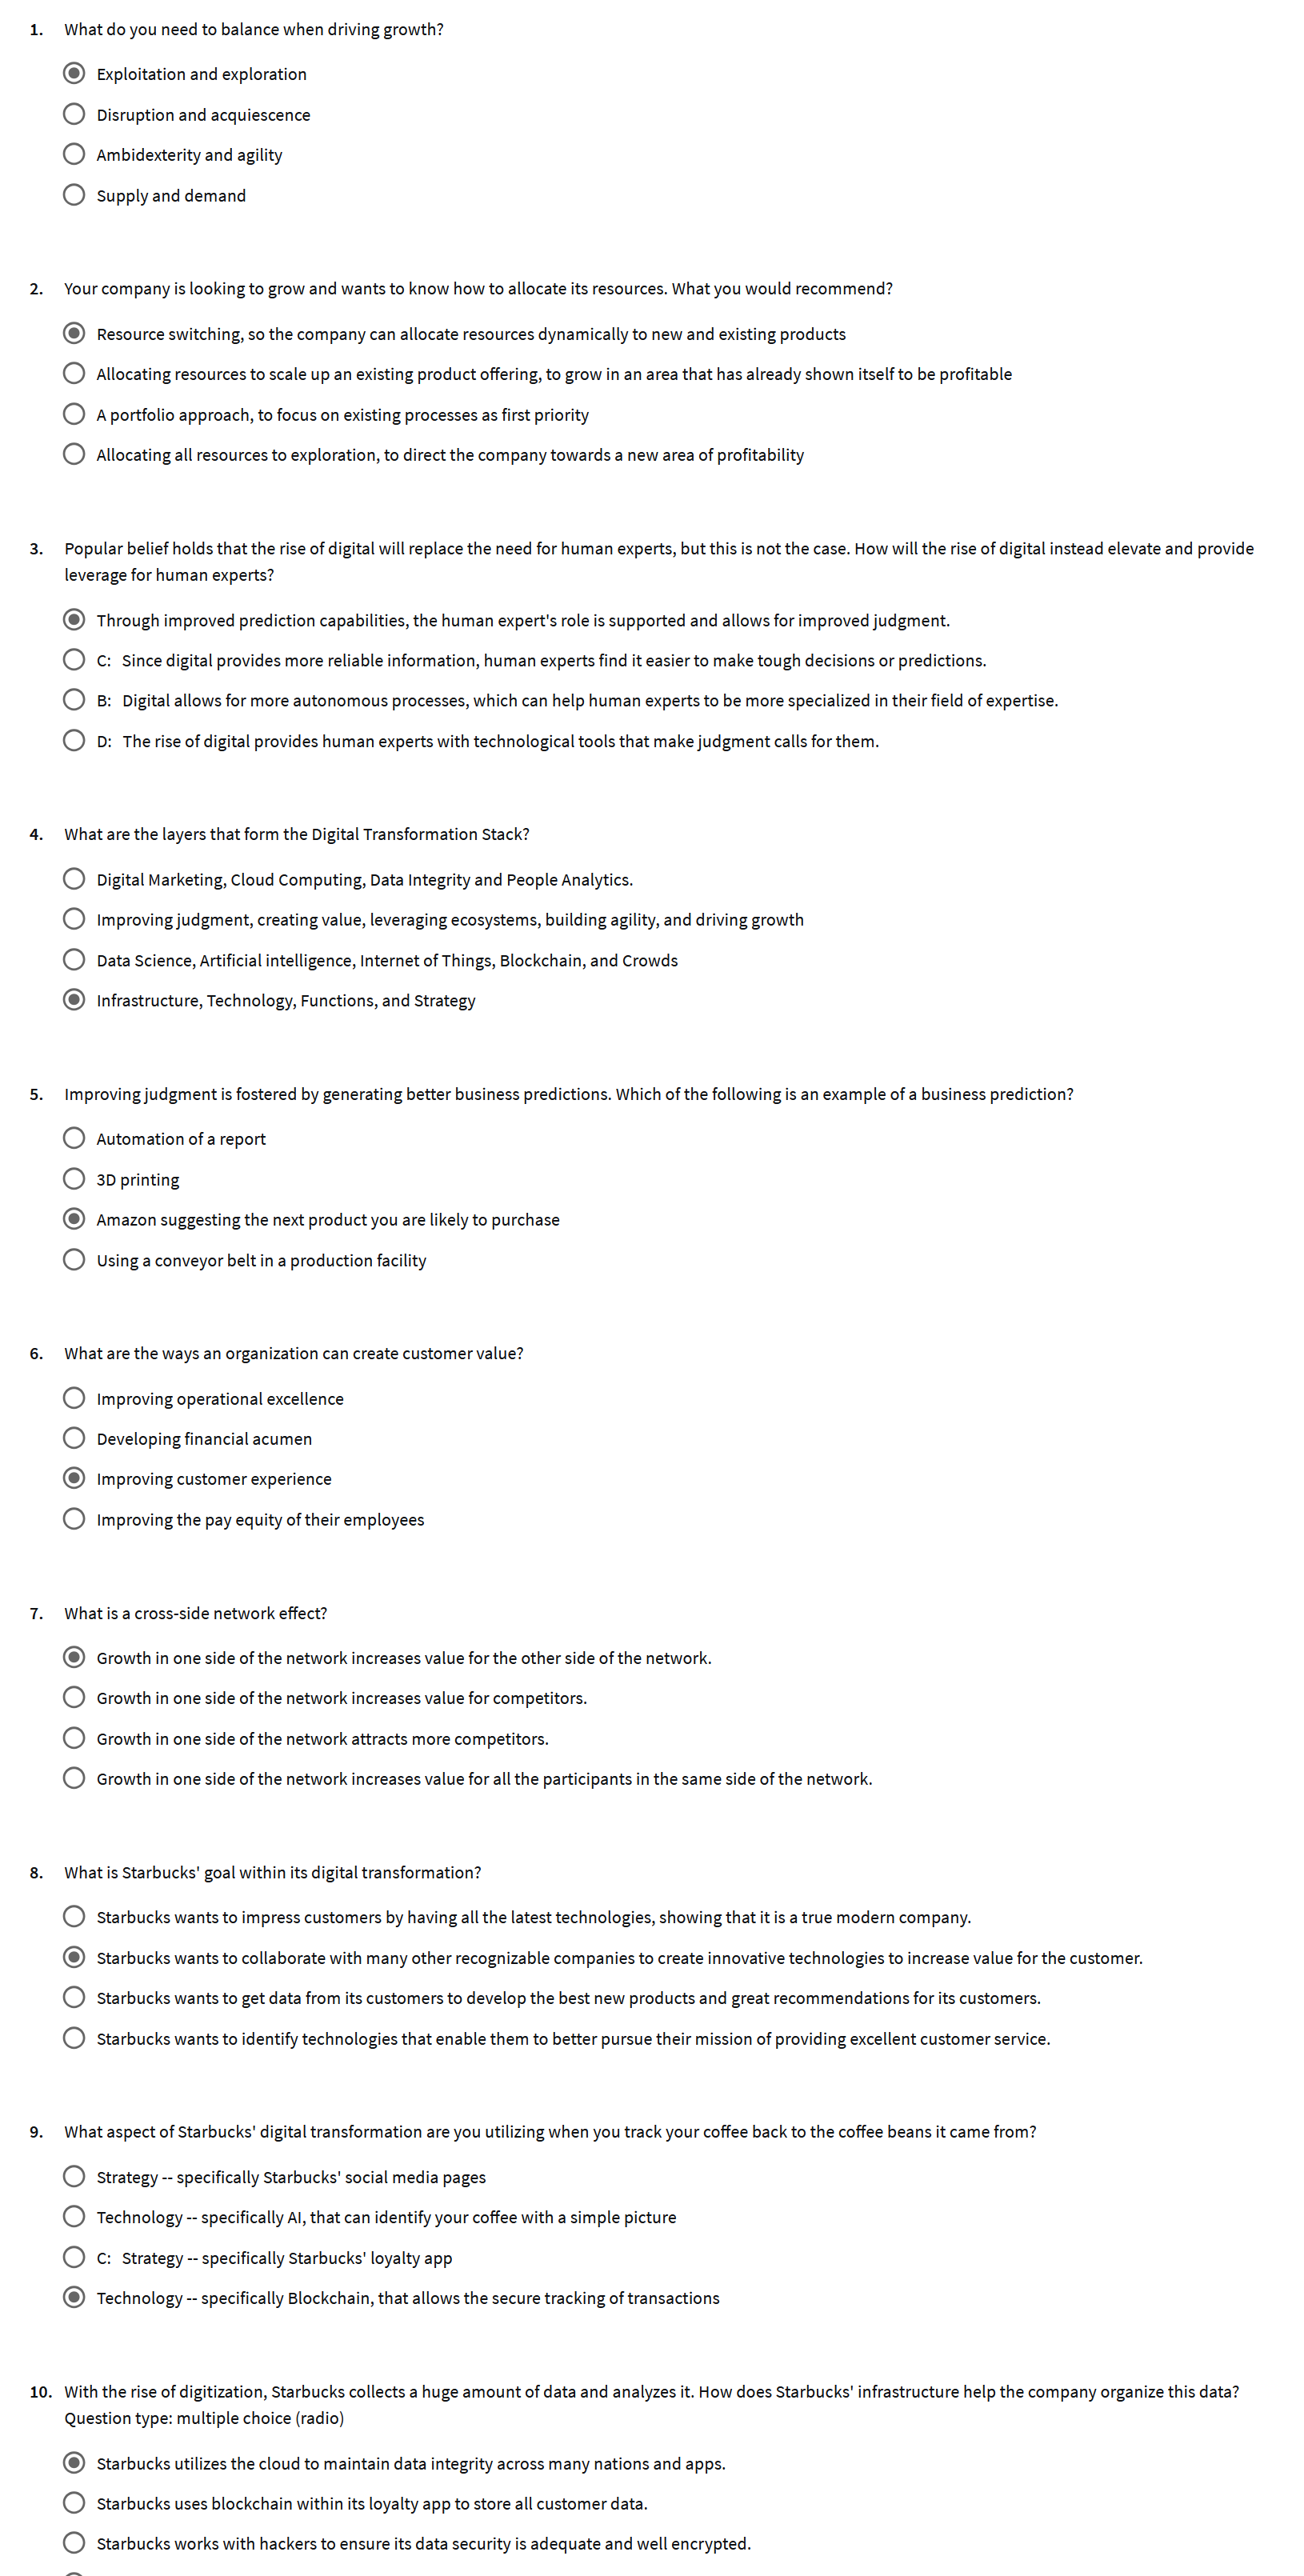 1. What do you need to balance when driving growth?
Exploitation and exploration
Disruption and acquiescence
Ambidexterity and agility
Supply and demand
2. Your company is looking to grow and wants to know how to allocate its resources. What you would recommend?
Resource switching, so the company can allocate resources dynamically to new and existing products
Allocating resources to scale up an existing product offering, to grow in an area that has already shown itself to be profitable
A portfolio approach, to focus on existing processes as first priority
Allocating all resources to exploration, to direct the company towards a new area of profitability
3. Popular belief holds that the rise of digital will replace the need for human experts, but this is not the case. How will the rise of digital instead elevate and provide
leverage for human experts?
Through improved prediction capabilities, the human expert's role is supported and allows for improved judgment.
C: Since digital provides more reliable information, human experts find it easier to make tough decisions or predictions.
B: Digital allows for more autonomous processes, which can help human experts to be more specialized in their field of expertise.
D: The rise of digital provides human experts with technological tools that make judgment calls for them.
4. What are the layers that form the Digital Transformation Stack?
Digital Marketing, Cloud Computing, Data Integrity and People Analytics.
Improving judgment, creating value, leveraging ecosystems, building agility, and driving growth
Data Science, Artificial intelligence, Internet of Things, Blockchain, and Crowds
Infrastructure, Technology, Functions, and Strategy
5. Improving judgment is fostered by generating better business predictions. Which of the following is an example of a business prediction?
Automation of a report
3D printing
Amazon suggesting the next product you are likely to purchase
Using a conveyor belt in a production facility
6. What are the ways an organization can create customer value?
Improving operational excellence
Developing financial acumen
Improving customer experience
Improving the pay equity of their employees
7. What is a cross-side network effect?
Growth in one side of the network increases value for the other side of the network.
Growth in one side of the network increases value for competitors.
Growth in one side of the network attracts more competitors.
Growth in one side of the network increases value for all the participants in the same side of the network.
8. What is Starbucks' goal within its digital transformation?
Starbucks wants to impress customers by having all the latest technologies, showing that it is a true modern company.
Starbucks wants to collaborate with many other recognizable companies to create innovative technologies to increase value for the customer.
Starbucks wants to get data from its customers to develop the best new products and great recommendations for its customers.
Starbucks wants to identify technologies that enable them to better pursue their mission of providing excellent customer service.
9. What aspect of Starbucks' digital transformation are you utilizing when you track your coffee back to the coffee beans it came from?
Strategy -- specifically Starbucks' social media pages
Technology -- specifically AI, that can identify your coffee with a simple picture
C: Strategy -- specifically Starbucks' loyalty app
Technology -- specifically Blockchain, that allows the secure tracking of transactions
10. With the rise of digitization, Starbucks collects a huge amount of data and analyzes it. How does Starbucks' infrastructure help the company organize this data?
Question type: multiple choice (radio)
Starbucks utilizes the cloud to maintain data integrity across many nations and apps.
Starbucks uses blockchain within its loyalty app to store all customer data.
Starbucks works with hackers to ensure its data security is adequate and well encrypted.